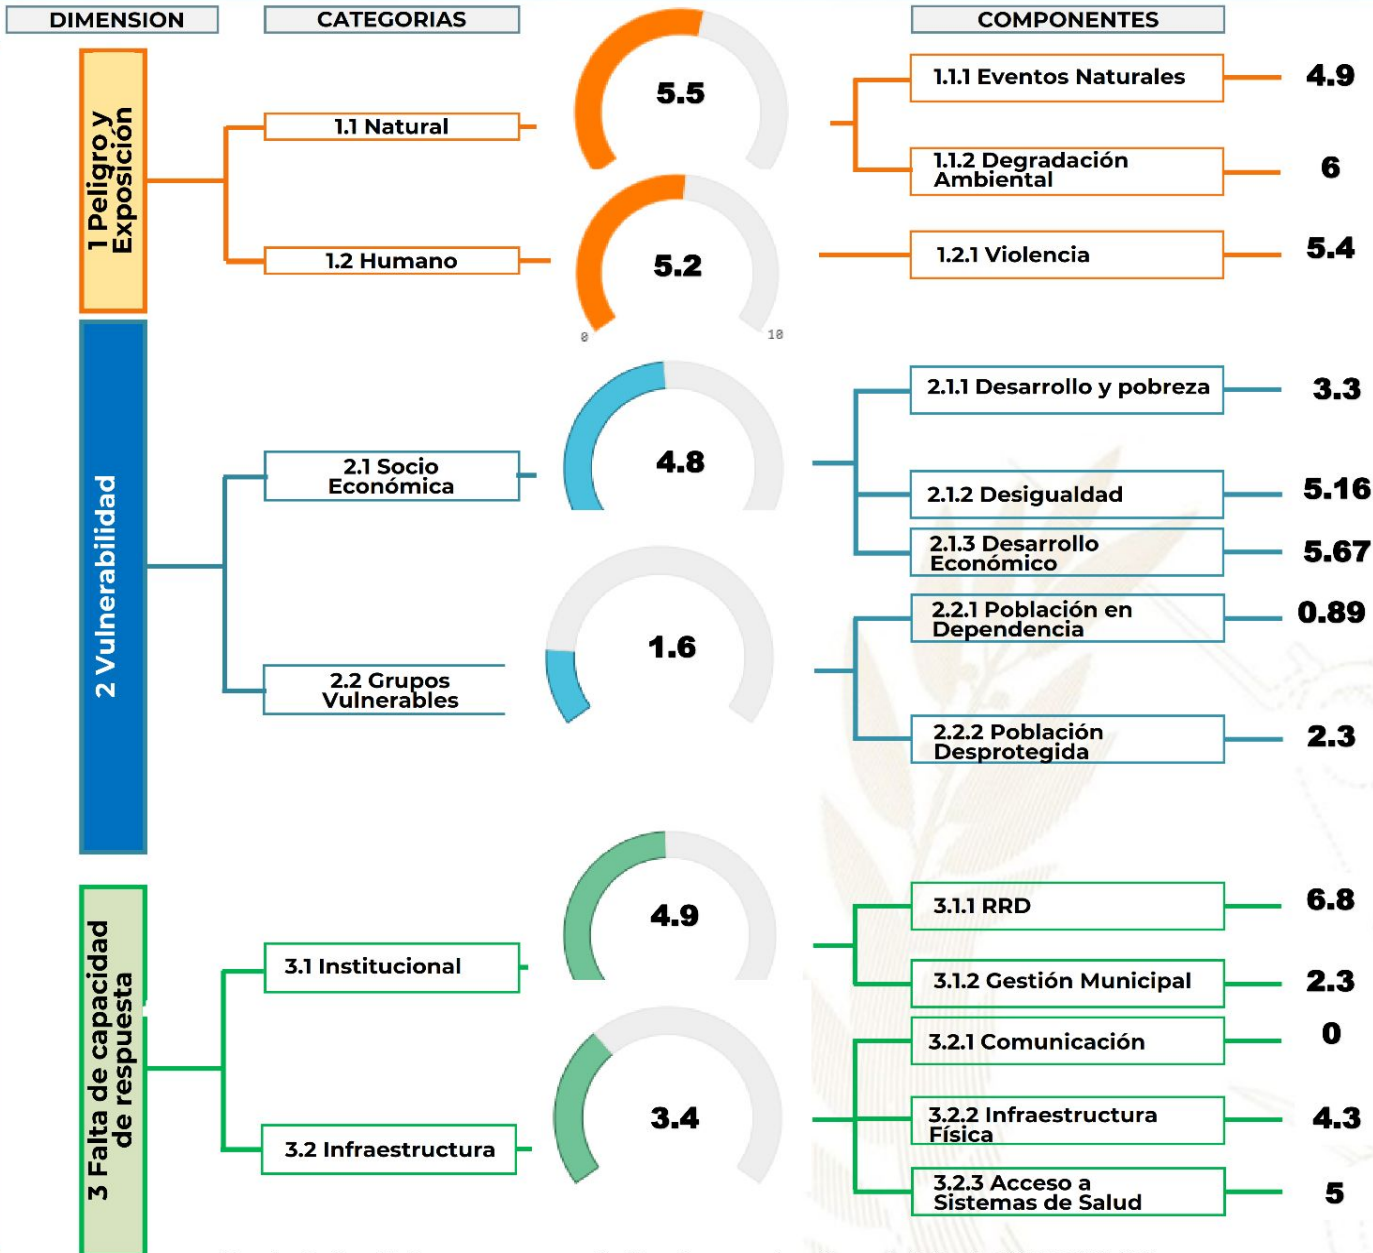 DIMENSION
CATEGORIAS
COMPONENTES
1 Peligro y
Exposición
1.1 Natural
5.5
1.1.1 Eventos Naturales
4.9
1.1.2 Degradación
Ambiental
6
1.2 Humano
5.2
0
10
1.2.1 Violencia
5.4
2 Vulnerabilidad
2.1 Socio
Económica
4.8
2.1.1 Desarrollo y pobreza
3.3
2.1.2 Desigualdad
5.16
2.1.3 Desarrollo
Económico
5.67
2.2 Grupos
Vulnerables
1.6
2.2.1 Población en
Dependencia
0.89
2.2.2 Población
Desprotegida
2.3
3 Falta de capacidad
de respuesta
3.1 Institucional
4.9
3.1.1 RRD
6.8
3.1.2 Gestión Municipal
2.3
3.2 Infraestructura
3.4
3.2.1 Comunicación
0
3.2.2 Infraestructura
Física
4.3
3.2.3 Acceso a
Sistemas de Salud
5